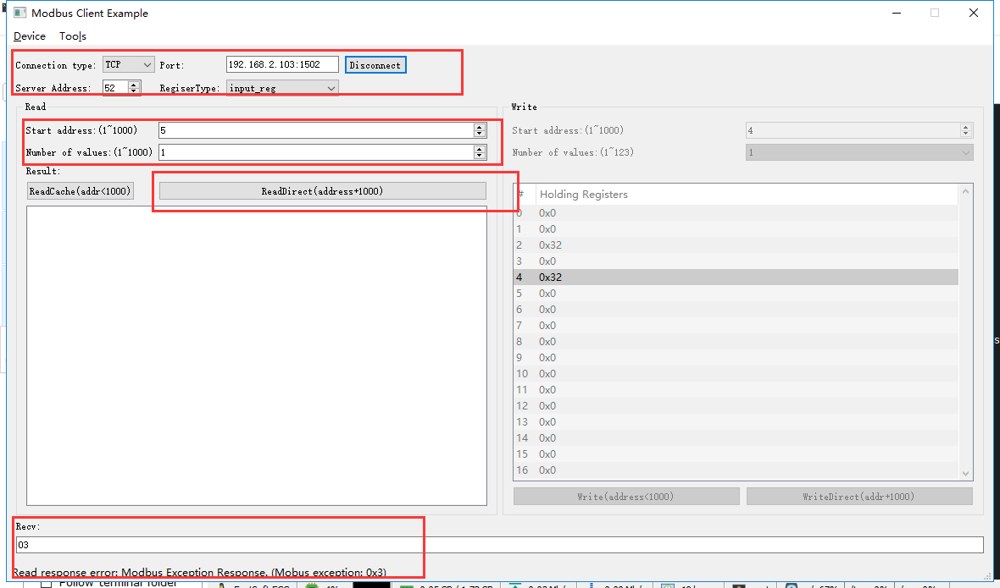 Modbus Client Example
Device Tools
Connection type: TCP Port: 192.168.2.103:1502 Disconnect
Server Address: 52 RegiserType: input_reg
Read
Start address:(1~1000) 5
Number of values:(1~1000) 1
Result:
ReadCache(addr<1000) ReadDirect(address+1000)
Write
Start address:(1~1000) 4
Number of values:(1~123) 1
# Holding Registers
0 0x0
1 0x0
2 0x32
3 0x0
4 0x32
5 0x0
6 0x0
7 0x0
8 0x0
9 0x0
10 0x0
11 0x0
12 0x0
13 0x0
14 0x0
15 0x0
16 0x0
Write(address<1000) WriteDirect(addr+1000)
Recv:
03
Read response error: Modbus Exception Response. (Mobus exception: 0x3)
Follow terminal folder